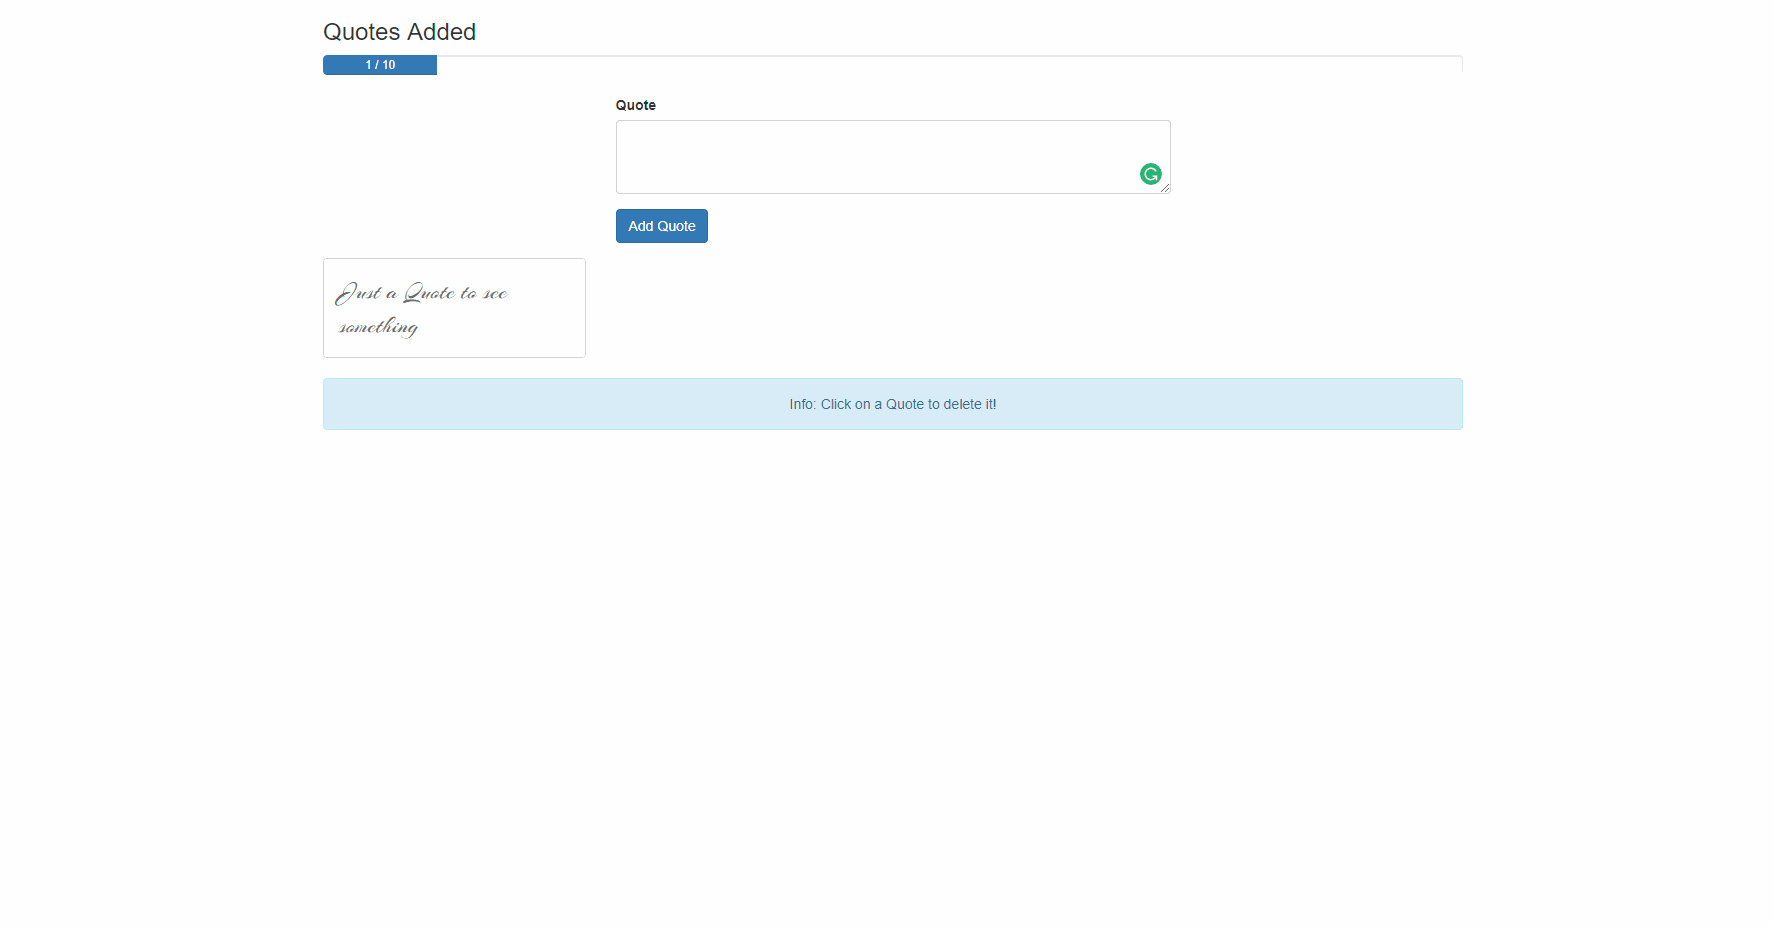 Quotes Added
1 / 10
Quote
Add Quote
Just a Quote to see
something
Info: Click on a Quote to delete it!